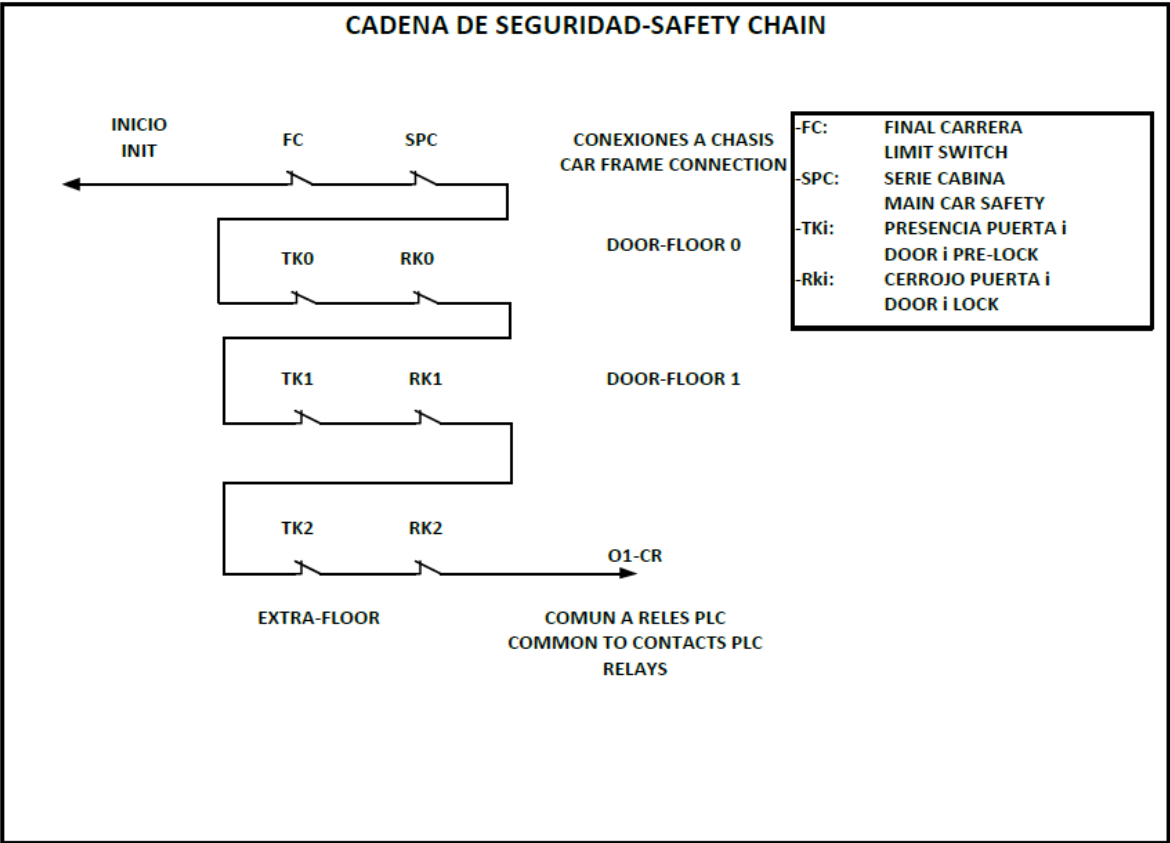 CADENA DE SEGURIDAD-SAFETY CHAIN
INICIO
INIT
FC
SPC
CONEXIONES A CHASIS
CAR FRAME CONNECTION
-FC: FINAL CARRERA
LIMIT SWITCH
-SPC: SERIE CABINA
MAIN CAR SAFETY
-TKi: PRESENCIA PUERTA i
DOOR i PRE-LOCK
-Rki: CERROJO PUERTA i
DOOR i LOCK
TK0
RK0
DOOR-FLOOR 0
TK1
RK1
DOOR-FLOOR 1
TK2
RK2
O1-CR
EXTRA-FLOOR
COMUN A RELES PLC
COMMON TO CONTACTS PLC
RELAYS